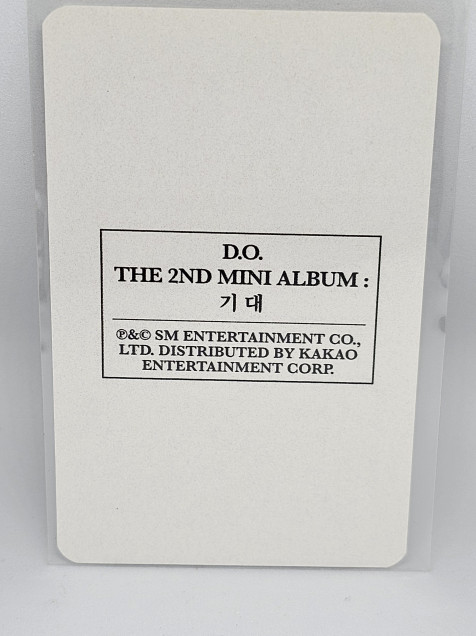 D.O.
THE 2ND MINI ALBUM :
기대
℗&© SM ENTERTAINMENT CO.,
LTD. DISTRIBUTED BY KAKAO
ENTERTAINMENT CORP.